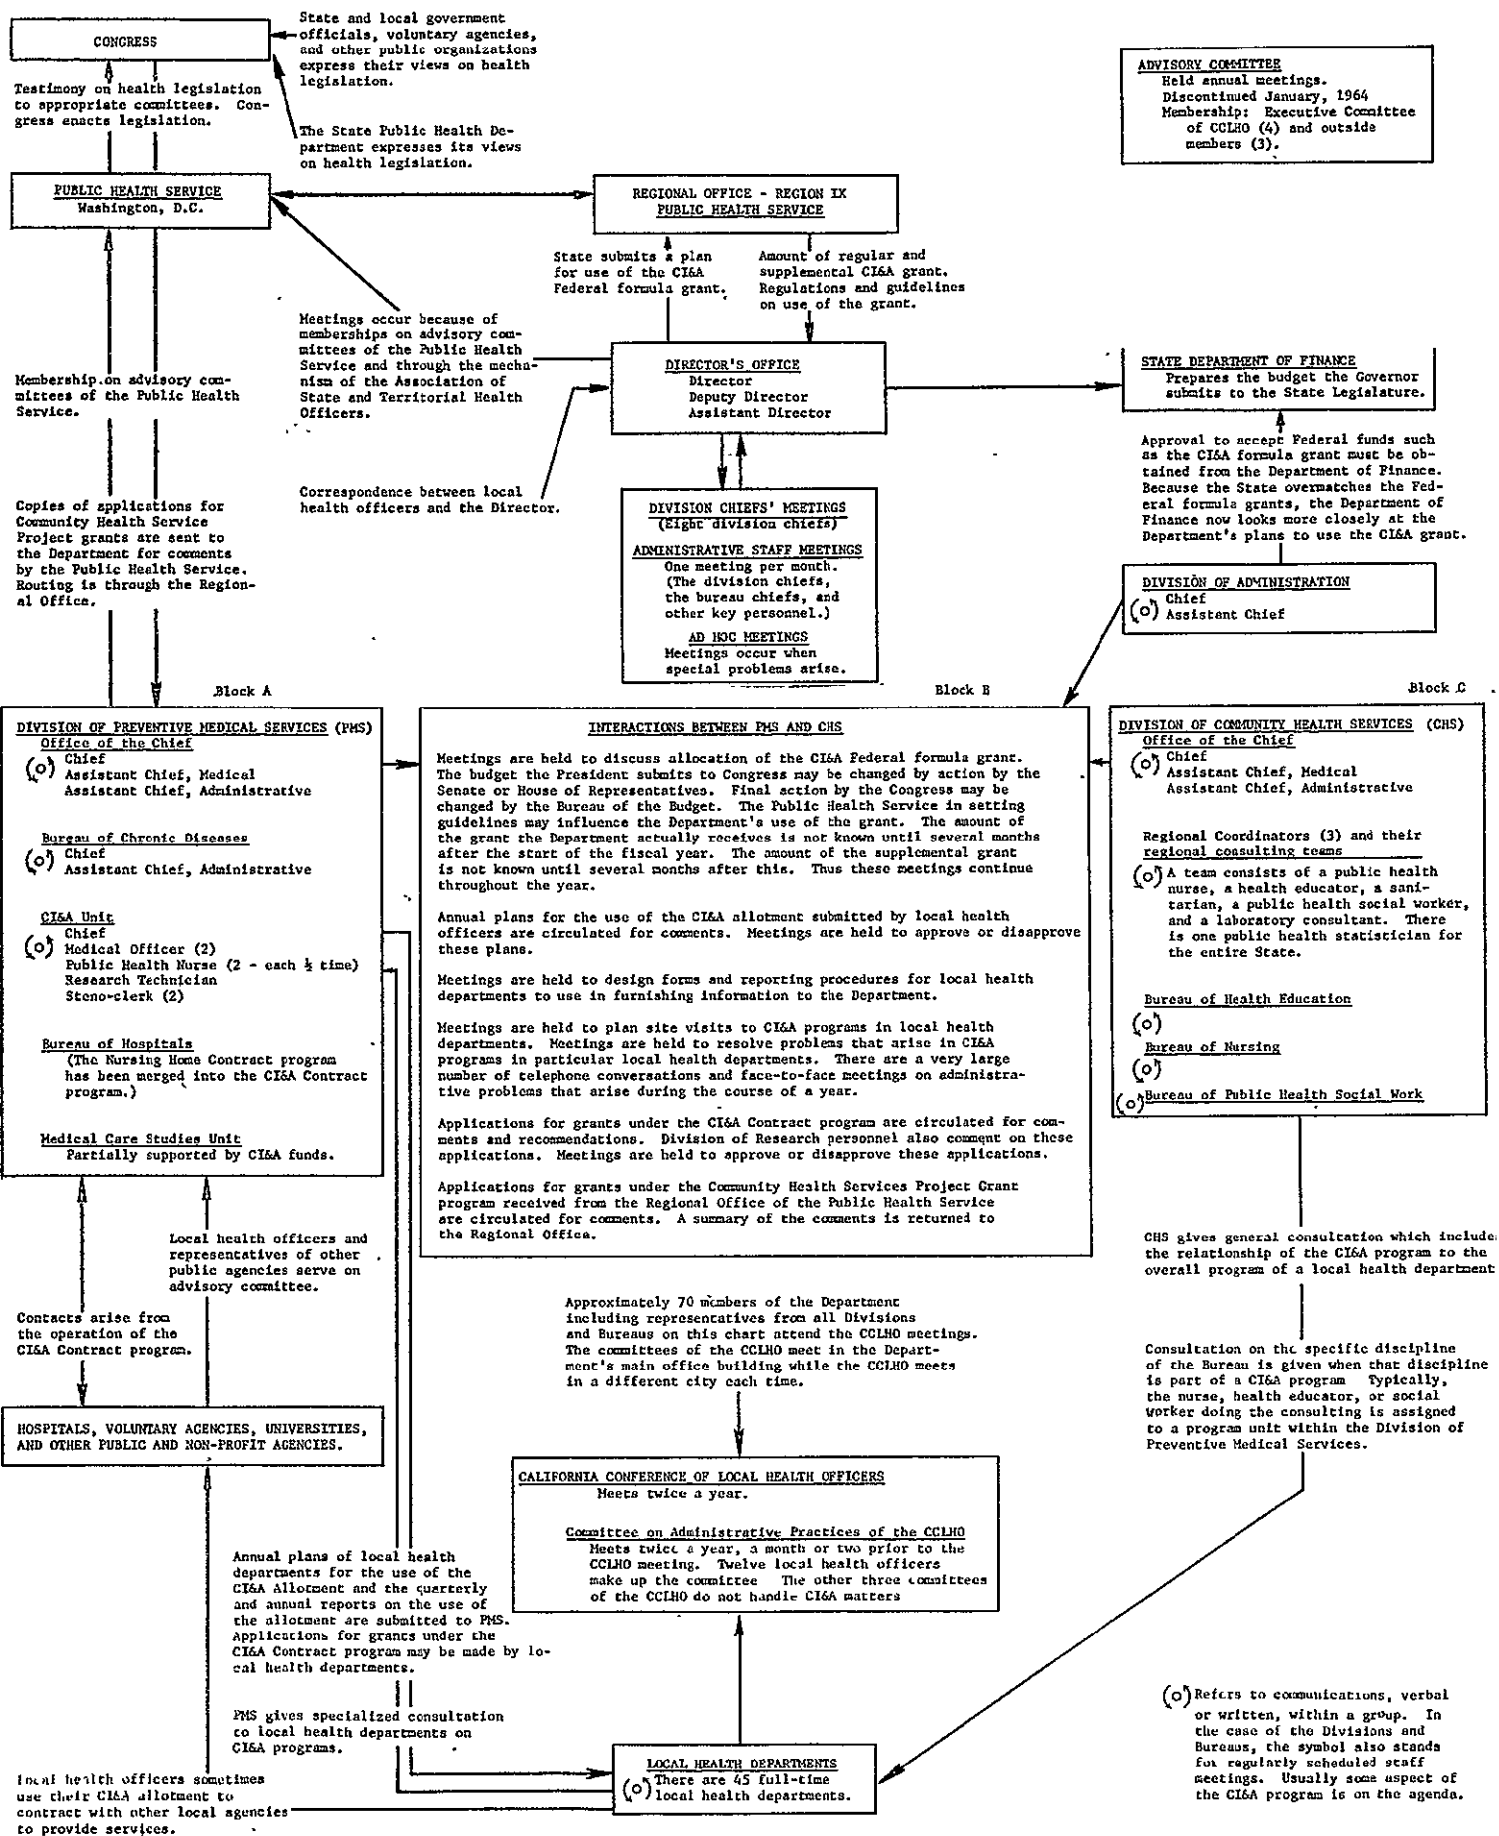 CONGRESS
State and local government
officials, voluntary agencies,
and other public organizations
express their views on health
legislation.
Testimony on health legislation
to appropriate committees. Con-
gress enacts legislation.
The State Public Health De-
partment expresses its views
on health legislation.
ADVISORY COMMITTEE
Held annual meetings.
Discontinued January, 1964
Membership: Executive Committee
of CCLHO (4) and outside
members (3).
PUBLIC HEALTH SERVICE
Washington, D.C.
REGIONAL OFFICE - REGION IX
PUBLIC HEALTH SERVICE
State submits a plan
for use of the CI&A
Federal formula grant.
Amount of regular and
supplemental CI&A grant.
Regulations and guidelines
on use of the grant.
Meetings occur because of
memberships on advisory com-
mittees of the Public Health
Service and through the mecha-
nism of the Association of
State and Territorial Health
Officers.
DIRECTOR'S OFFICE
Director
Deputy Director
Assistant Director
STATE DEPARTMENT OF FINANCE
Prepares the budget the Governor
submits to the State Legislature.
Membership on advisory com-
mittees of the Public Health
Service.
Approval to accept Federal funds such
as the CI&A formula grant must be ob-
tained from the Department of Finance.
Because the State overmatches the Fed-
eral formula grants, the Department of
Finance now looks more closely at the
Department's plans to use the CI&A grant.
Correspondence between local
health officers and the Director.
Copies of applications for
Community Health Service
Project grants are sent to
the Department for comments
by the Public Health Service.
Routing is through the Region-
al Office.
DIVISION CHIEFS' MEETINGS
(Eight division chiefs)
ADMINISTRATIVE STAFF MEETINGS
One meeting per month.
(The division chiefs,
the bureau chiefs, and
other key personnel.)
AD HOC MEETINGS
Meetings occur when
special problems arise.
DIVISION OF ADMINISTRATION
Chief
Assistant Chief
Block A
DIVISION OF PREVENTIVE MEDICAL SERVICES (PMS)
Office of the Chief
Chief
Assistant Chief, Medical
Assistant Chief, Administrative
Bureau of Chronic Diseases
Chief
Assistant Chief, Administrative
CI&A Unit
Chief
Medical Officer (2)
Public Health Nurse (2 - each ½ time)
Research Technician
Steno-clerk (2)
Bureau of Hospitals
(The Nursing Home Contract program
has been merged into the CI&A Contract
program.)
Medical Care Studies Unit
Partially supported by CI&A funds.
Block B
INTERACTIONS BETWEEN PMS AND CHS
Meetings are held to discuss allocation of the CI&A Federal formula grant.
The budget the President submits to Congress may be changed by action by the
Senate or House of Representatives. Final action by the Congress may be
changed by the Bureau of the Budget. The Public Health Service in setting
guidelines may influence the Department's use of the grant. The amount of
the grant the Department actually receives is not known until several months
after the start of the fiscal year. The amount of the supplemental grant
is not known until several months after this. Thus these meetings continue
throughout the year.
Annual plans for the use of the CI&A allotment submitted by local health
officers are circulated for comments. Meetings are held to approve or disapprove
these plans.
Meetings are held to design forms and reporting procedures for local health
departments to use in furnishing information to the Department.
Meetings are held to plan site visits to CI&A programs in local health
departments. Meetings are held to resolve problems that arise in CI&A
programs in particular local health departments. There are a very large
number of telephone conversations and face-to-face meetings on administra-
tive problems that arise during the course of a year.
Applications for grants under the CI&A Contract program are circulated for com-
ments and recommendations. Division of Research personnel also comment on these
applications. Meetings are held to approve or disapprove these applications.
Applications for grants under the Community Health Services Project Grant
program received from the Regional Office of the Public Health Service
are circulated for comments. A summary of the comments is returned to
the Regional Office.
Block C
DIVISION OF COMMUNITY HEALTH SERVICES (CHS)
Office of the Chief
Chief
Assistant Chief, Medical
Assistant Chief, Administrative
Regional Coordinators (3) and their
regional consulting teams
A team consists of a public health
nurse, a health educator, a sani-
tarian, a public health social worker,
and a laboratory consultant. There
is one public health statistician for
the entire State.
Bureau of Health Education
Bureau of Nursing
Bureau of Public Health Social Work
Local health officers and
representatives of other
public agencies serve on
advisory committee.
Contacts arise from
the operation of the
CI&A Contract program.
CHS gives general consultation which include
the relationship of the CI&A program to the
overall program of a local health department
Approximately 70 members of the Department
including representatives from all Divisions
and Bureaus on this chart attend the CCLHO meetings.
The committees of the CCLHO meet in the Depart-
ment's main office building while the CCLHO meets
in a different city each time.
Consultation on the specific discipline
of the Bureau is given when that discipline
is part of a CI&A program Typically,
the nurse, health educator, or social
worker doing the consulting is assigned
to a program unit within the Division of
Preventive Medical Services.
HOSPITALS, VOLUNTARY AGENCIES, UNIVERSITIES,
AND OTHER PUBLIC AND NON-PROFIT AGENCIES.
CALIFORNIA CONFERENCE OF LOCAL HEALTH OFFICERS
Meets twice a year.
Committee on Administrative Practices of the CCLHO
Meets twice a year, a month or two prior to the
CCLHO meeting. Twelve local health officers
make up the committee The other three committees
of the CCLHO do not handle CI&A matters
Annual plans of local health
departments for the use of the
CI&A Allotment and the quarterly
and annual reports on the use of
the allotment are submitted to PMS.
Applications for grants under the
CI&A Contract program may be made by lo-
cal health departments.
PMS gives specialized consultation
to local health departments on
CI&A programs.
LOCAL HEALTH DEPARTMENTS
There are 45 full-time
local health departments.
Local health officers sometimes
use their CI&A allotment to
contract with other local agencies
to provide services.
Refers to communications, verbal
or written, within a group. In
the case of the Divisions and
Bureaus, the symbol also stands
for regularly scheduled staff
meetings. Usually some aspect of
the CI&A program is on the agenda.